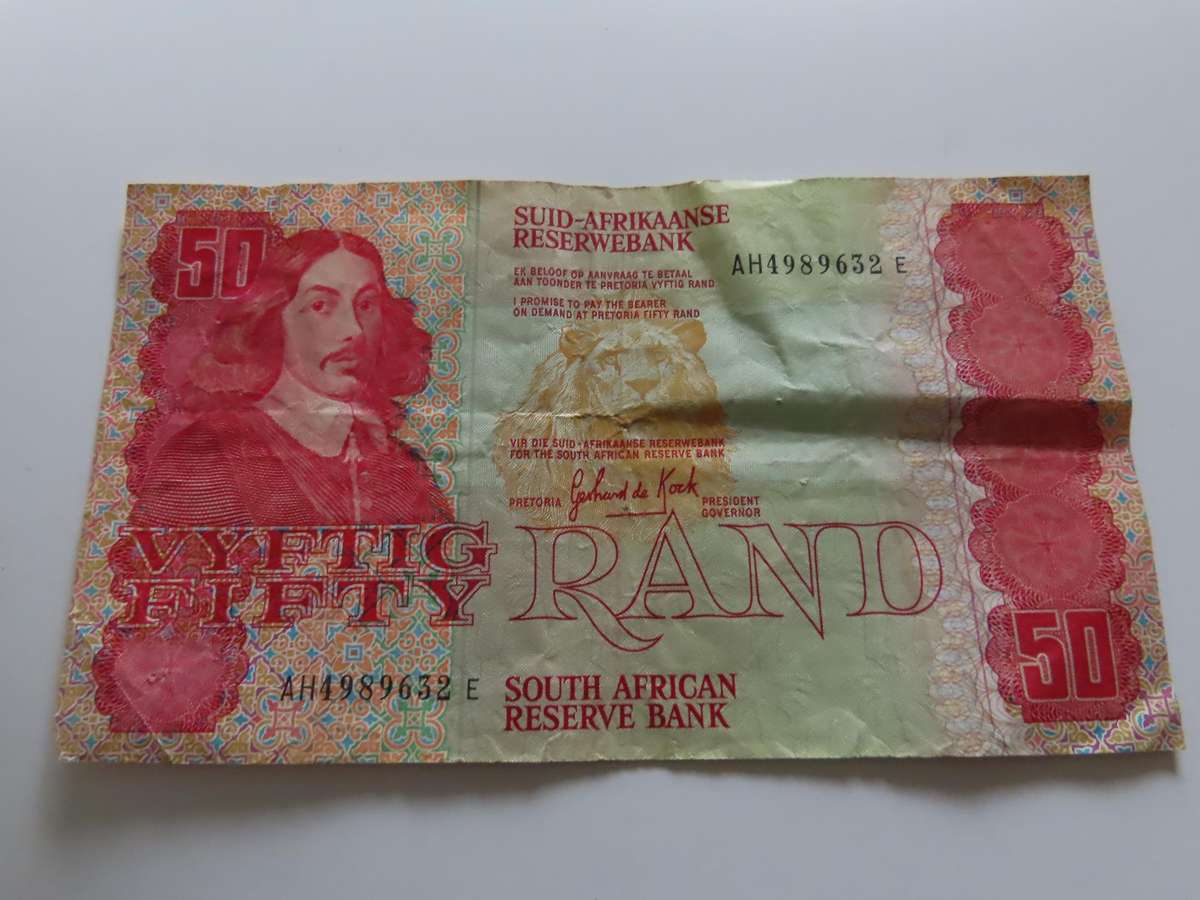 50
SUID-AFRIKAANSE
RESERWEBANK
AH4989632 E
EK BELOOF OP AANVRAAG TE BETAAL
AAN TOONDER TE PRETORIA VYFTIG RAND
I PROMISE TO PAY THE BEARER
ON DEMAND AT PRETORIA FIFTY RAND
VIR DIE SUID-AFRIKAANSE RESERWEBANK
FOR THE SOUTH AFRICAN RESERVE BANK
PRETORIA Gerhard de Kock PRESIDENT
GOVERNOR
VYFTIG
FIFTY
RAND
50
AH4989632 E
SOUTH AFRICAN
RESERVE BANK